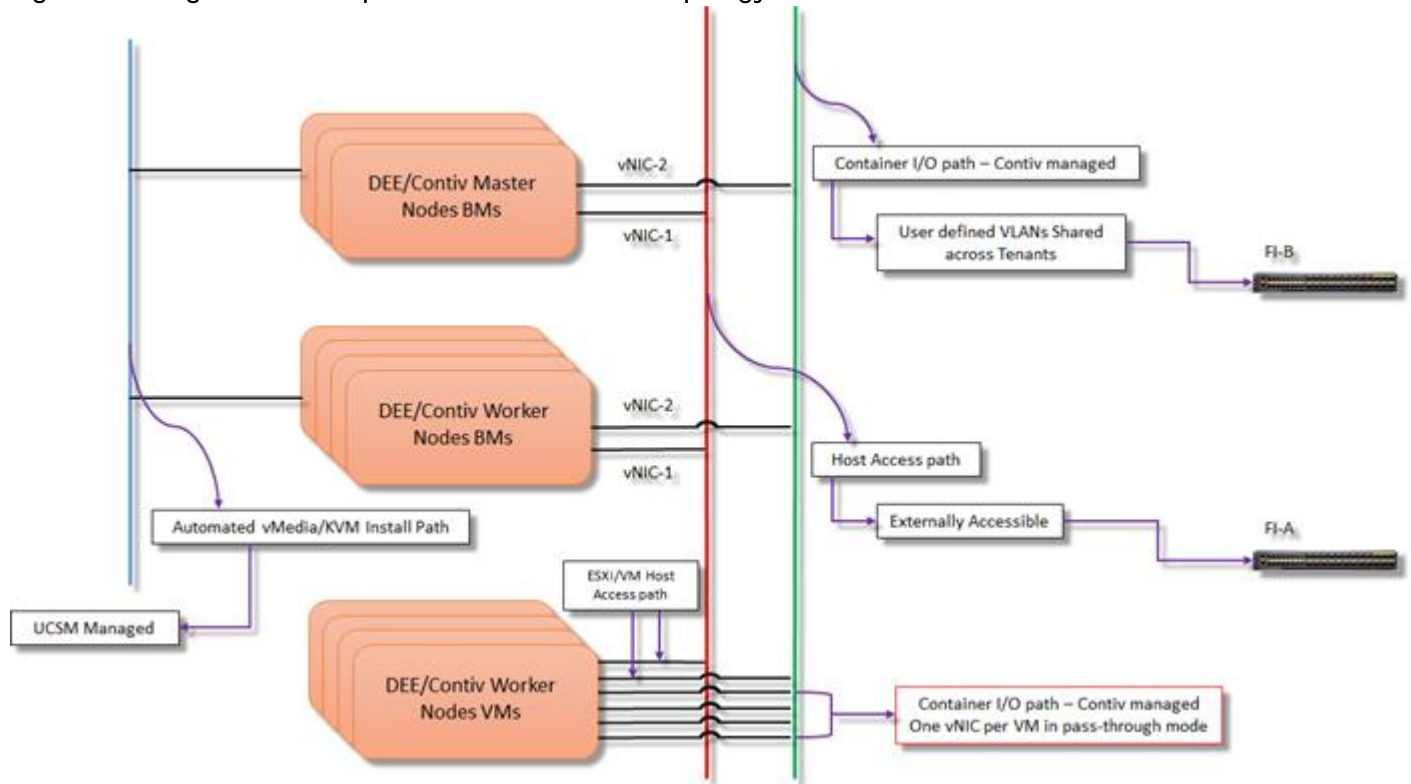 vNIC-2
DEE/Contiv Master
Nodes BMs
vNIC-1
Container I/O path – Contiv managed
User defined VLANs Shared
across Tenants
FI-B
DEE/Contiv Worker
Nodes BMs
vNIC-2
vNIC-1
Host Access path
Externally Accessible
FI-A
Automated vMedia/KVM Install Path
UCSM Managed
ESXi/VM Host
Access path
DEE/Contiv Worker
Nodes VMs
Container I/O path – Contiv managed
One vNIC per VM in pass-through mode